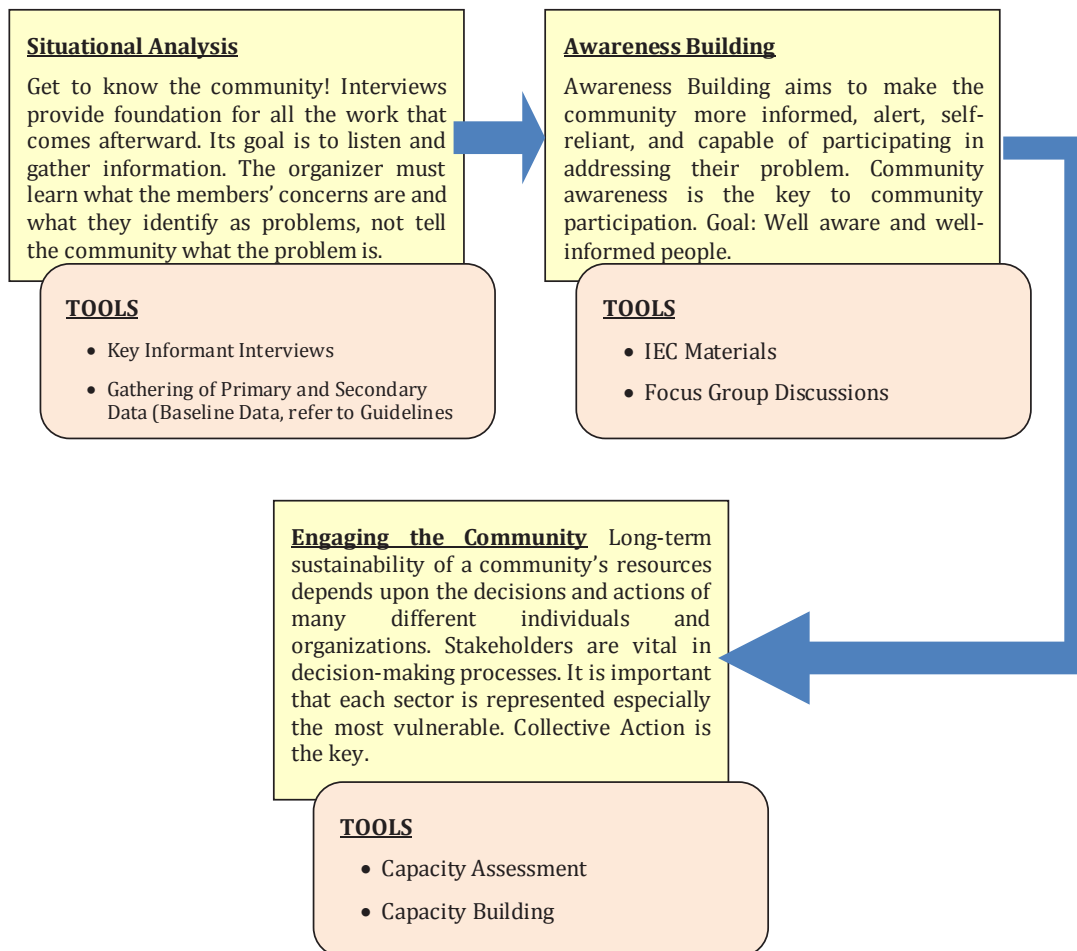 Situational Analysis
Get to know the community! Interviews
provide foundation for all the work that
comes afterward. Its goal is to listen and
gather information. The organizer must
learn what the members’ concerns are and
what they identify as problems, not tell
the community what the problem is.
TOOLS
• Key Informant Interviews
• Gathering of Primary and Secondary
Data (Baseline Data, refer to Guidelines
Awareness Building
Awareness Building aims to make the
community more informed, alert, self-
reliant, and capable of participating in
addressing their problem. Community
awareness is the key to community
participation. Goal: Well aware and well-
informed people.
TOOLS
• IEC Materials
• Focus Group Discussions
Engaging the Community Long-term
sustainability of a community’s resources
depends upon the decisions and actions of
many different individuals and
organizations. Stakeholders are vital in
decision-making processes. It is important
that each sector is represented especially
the most vulnerable. Collective Action is
the key.
TOOLS
• Capacity Assessment
• Capacity Building